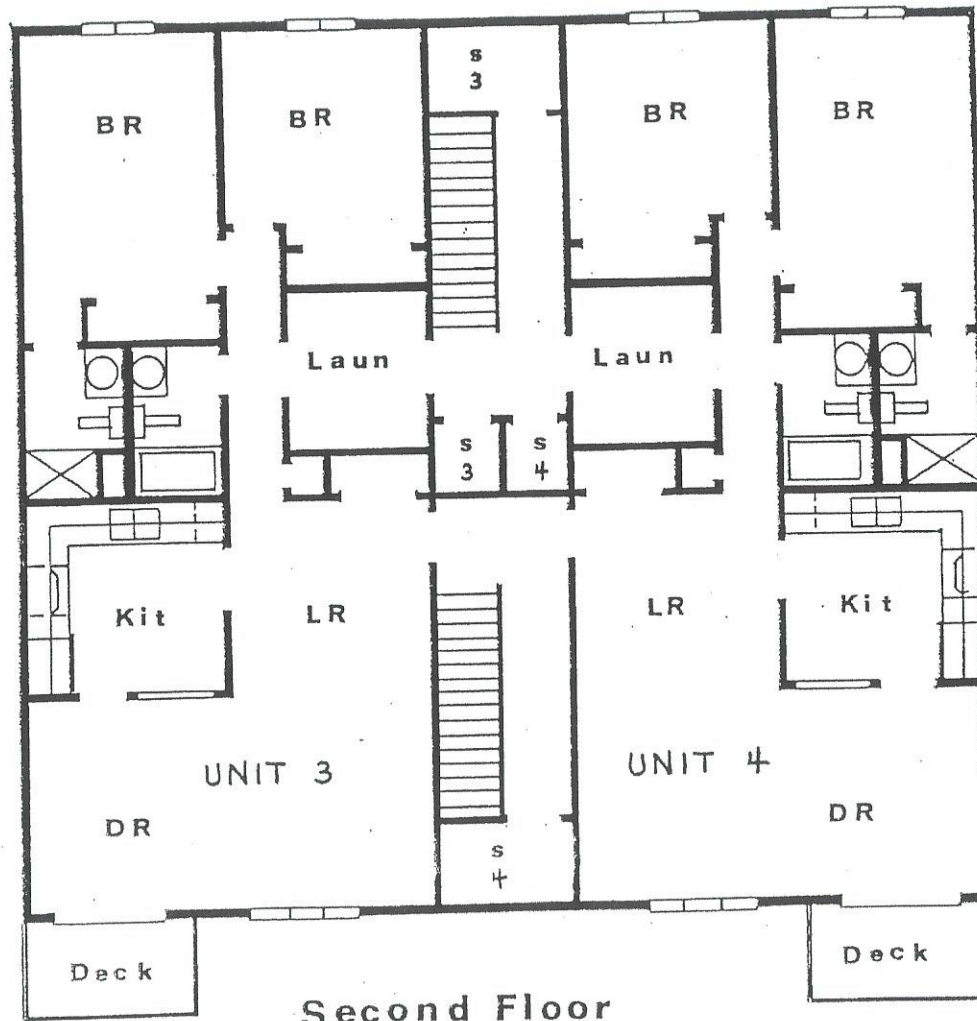 s
3
BR
BR
BR
BR
Laun
Laun
s
3
s
4
Kit
LR
LR
Kit
UNIT 3
UNIT 4
DR
DR
s
4
Deck
Deck
Second Floor